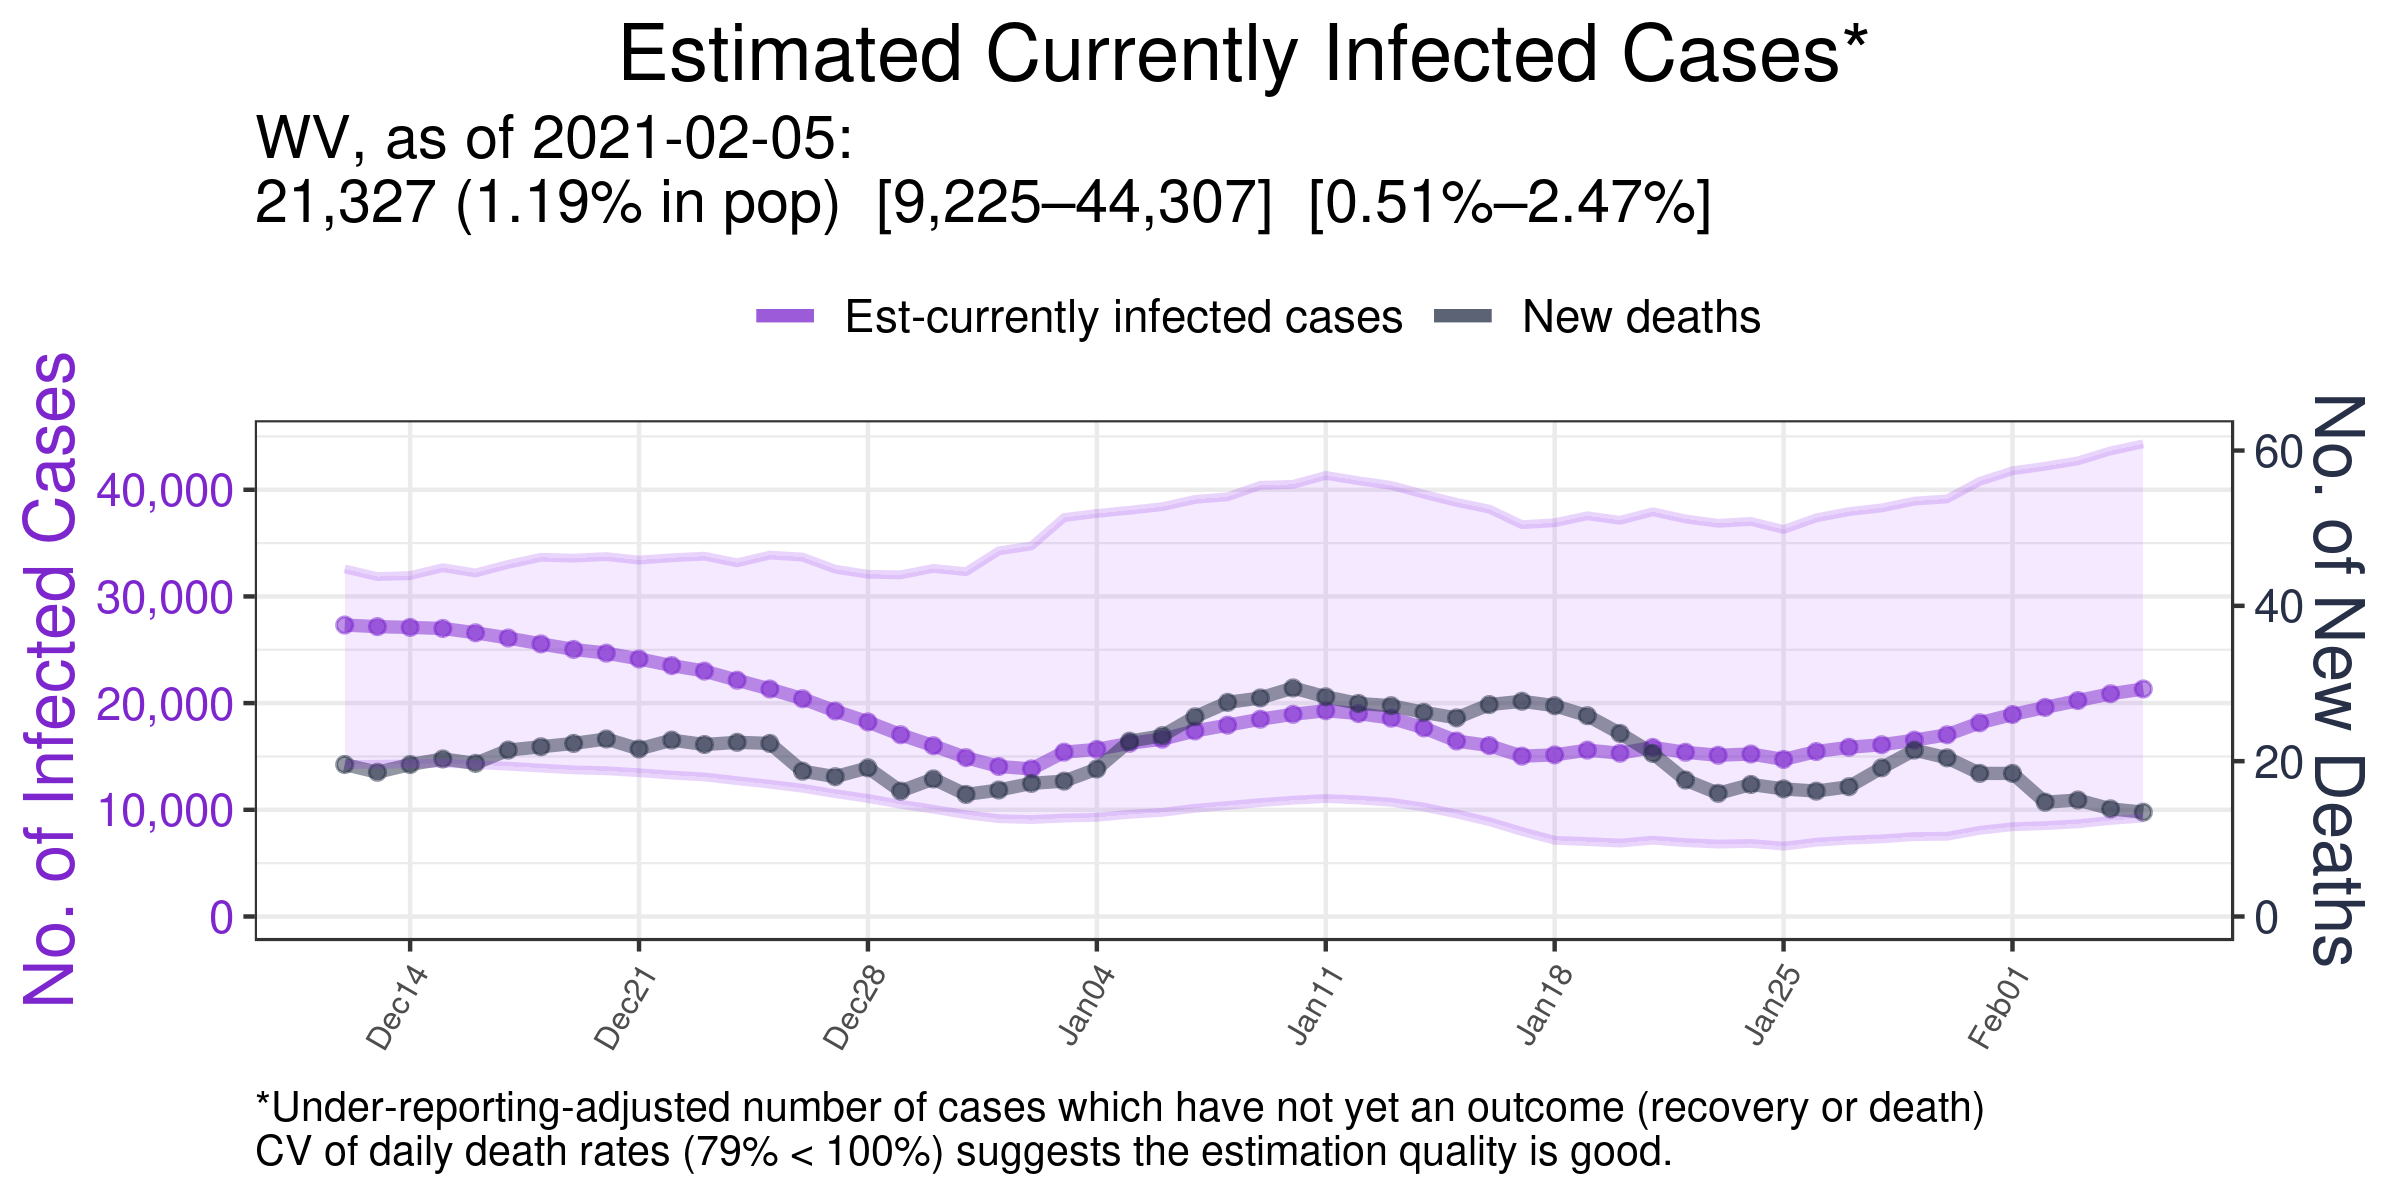 Estimated Currently Infected Cases*
WV, as of 2021-02-05:
21,327 (1.19% in pop)  [9,225–44,307]  [0.51%–2.47%]
Est-currently infected cases
New deaths
No. of Infected Cases
40,000
30,000
20,000
10,000
0
60
40
20
0
No. of New Deaths
Dec14
Dec21
Dec28
Jan04
Jan11
Jan18
Jan25
Feb01
*Under-reporting-adjusted number of cases which have not yet an outcome (recovery or death)
CV of daily death rates (79% < 100%) suggests the estimation quality is good.